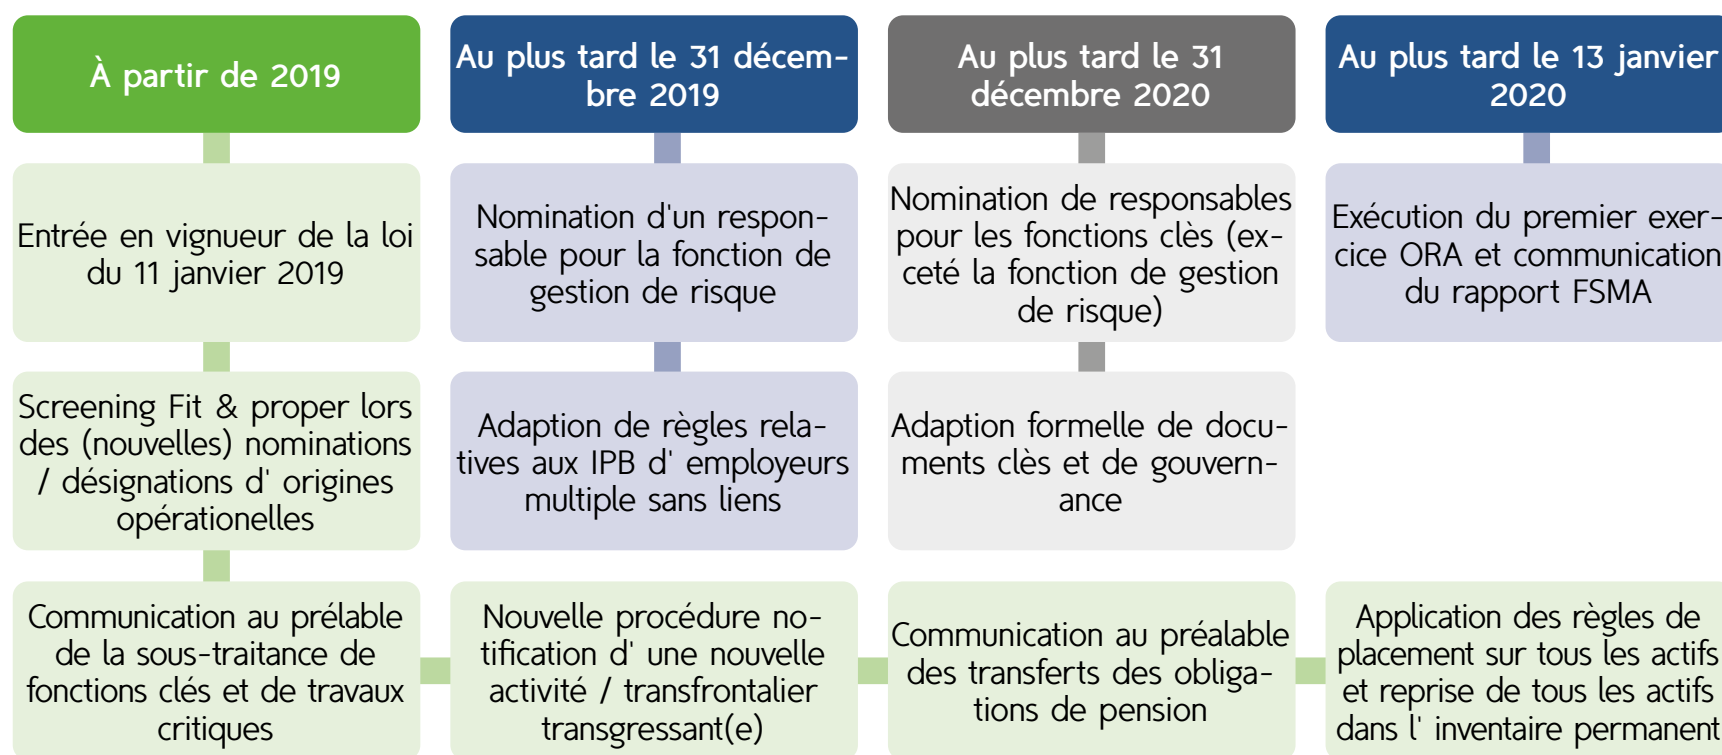 À partir de 2019
Entrée en vignueur de la loi
du 11 janvier 2019
Screening Fit & proper lors
des (nouvelles) nominations
/ désignations d' origines
opérationelles
Communication au prélable
de la sous-traitance de
fonctions clés et de travaux
critiques
Au plus tard le 31 décem-
bre 2019
Nomination d'un respon-
sable pour la fonction de
gestion de risque
Adaption de règles rela-
tives aux IPB d' employeurs
multiple sans liens
Nouvelle procédure no-
tification d' une nouvelle
activité / transfrontalier
transgressant(e)
Au plus tard le 31
décembre 2020
Nomination de responsables
pour les fonctions clès (ex-
ceté la fonction de gestion
de risque)
Adaption formelle de docu-
ments clès et de gouvern-
ance
Communication au préalable
des transferts des obliga-
tions de pension
Au plus tard le 13 janvier
2020
Exécution du premier exer-
cice ORA et communication
du rapport FSMA
Application des règles de
placement sur tous les actifs
et reprise de tous les actifs
dans l' inventaire permanent